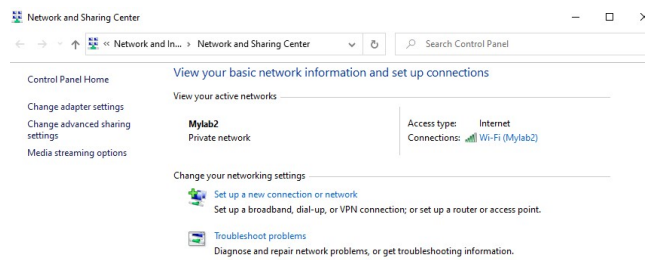 Network and Sharing Center
« Network and In... › Network and Sharing Center
Search Control Panel
Control Panel Home
Change adapter settings
Change advanced sharing
settings
Media streaming options
View your basic network information and set up connections
View your active networks
Mylab2
Private network
Access type: Internet
Connections: Wi-Fi (Mylab2)
Change your networking settings
Set up a new connection or network
Set up a broadband, dial-up, or VPN connection; or set up a router or access point.
Troubleshoot problems
Diagnose and repair network problems, or get troubleshooting information.